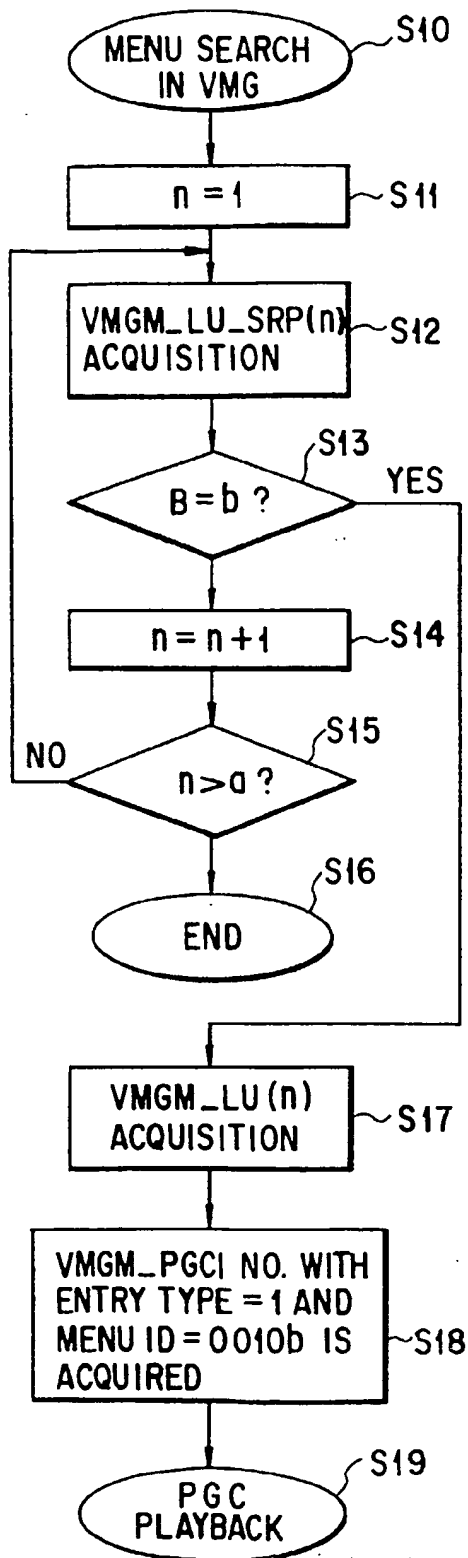 MENU SEARCH
IN VMG
S10
n = 1
S11
VMGM_LU_SRP(n)
ACQUISITION
S12
S13
B = b ?
YES
n = n + 1
S14
S15
NO
n > a ?
S16
END
VMGM_LU (n)
ACQUISITION
S17
VMGM_PGCI NO. WITH
ENTRY TYPE = 1 AND
MENU ID = 0010b IS
ACQUIRED
S18
S19
PGC
PLAYBACK